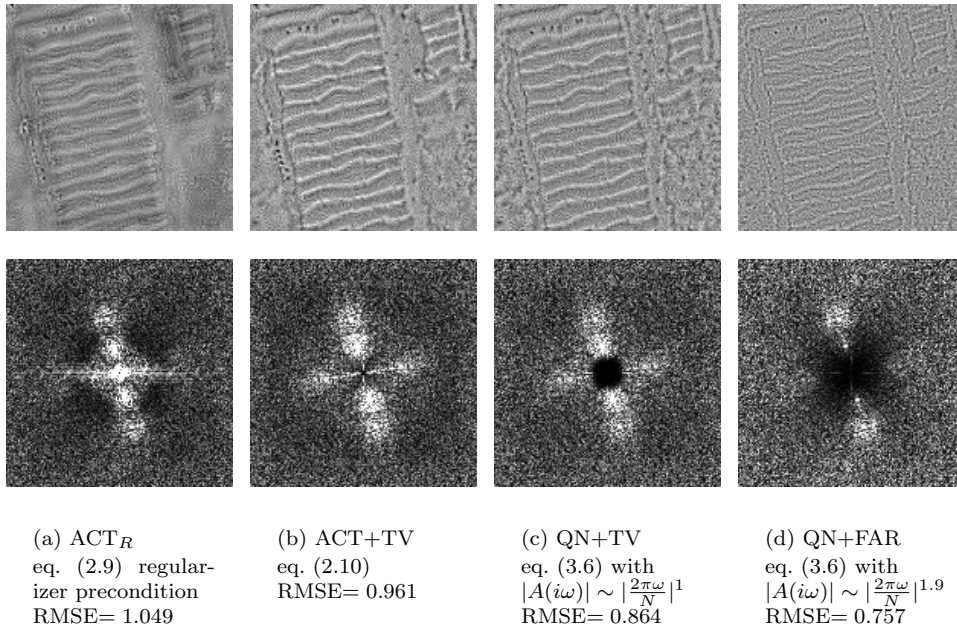 (a) ACT_R
eq. (2.9) regular-
izer precondition
RMSE= 1.049
(b) ACT+TV
eq. (2.10)
RMSE= 0.961
(c) QN+TV
eq. (3.6) with
|A(iω)| ∼ |\frac{2πω}{N}|^1
RMSE= 0.864
(d) QN+FAR
eq. (3.6) with
|A(iω)| ∼ |\frac{2πω}{N}|^{1.9}
RMSE= 0.757